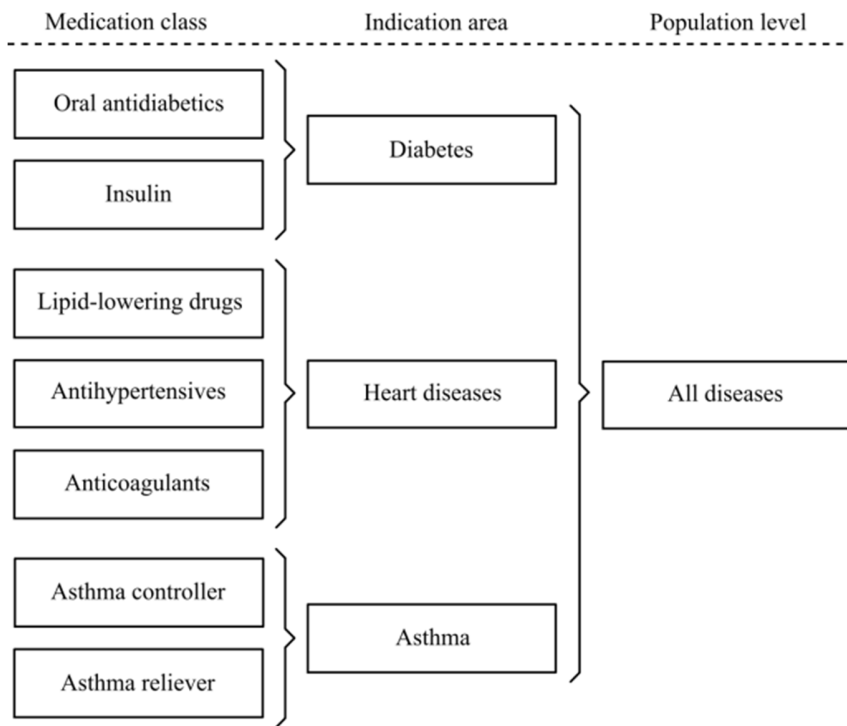 Medication class
Indication area
Population level
Oral antidiabetics
Insulin
Diabetes
Lipid-lowering drugs
Antihypertensives
Anticoagulants
Heart diseases
All diseases
Asthma controller
Asthma reliever
Asthma